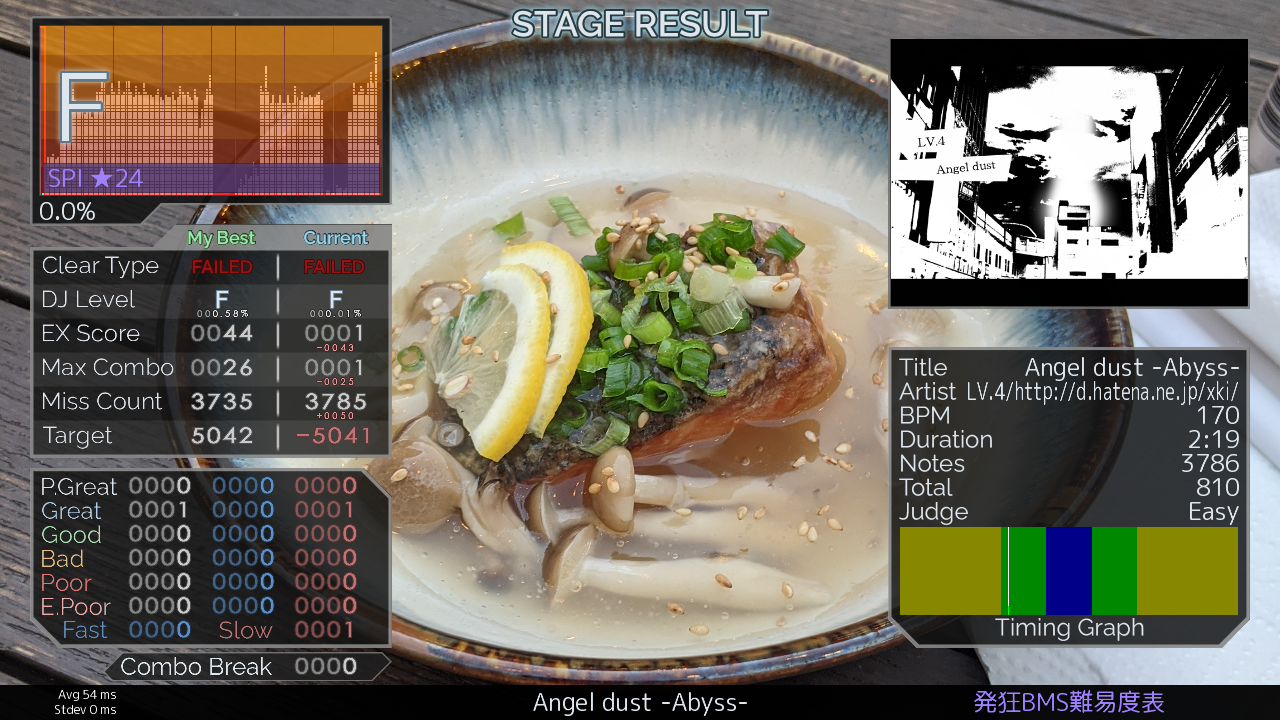 STAGE RESULT
F
SPI ★24
0.0%
My Best Current
Clear Type FAILED | FAILED
DJ Level F | F
000.58% 000.01%
EX Score 0044 | 0001
-0043
Max Combo 0026 | 0001
-0025
Miss Count 3735 | 3785
+0050
Target 5042 | -5041
P.Great 0000 0000 0000
Great 0001 0000 0001
Good 0000 0000 0000
Bad 0000 0000 0000
Poor 0000 0000 0000
E.Poor 0000 0000 0000
Fast 0000 Slow 0001
Combo Break 0000
LV.4
Angel dust
Title Angel dust -Abyss-
Artist LV.4/http://d.hatena.ne.jp/xki/
BPM 170
Duration 2:19
Notes 3786
Total 810
Judge Easy
Timing Graph
Avg 54 ms
Stdev 0 ms
Angel dust -Abyss-
発狂BMS難易度表